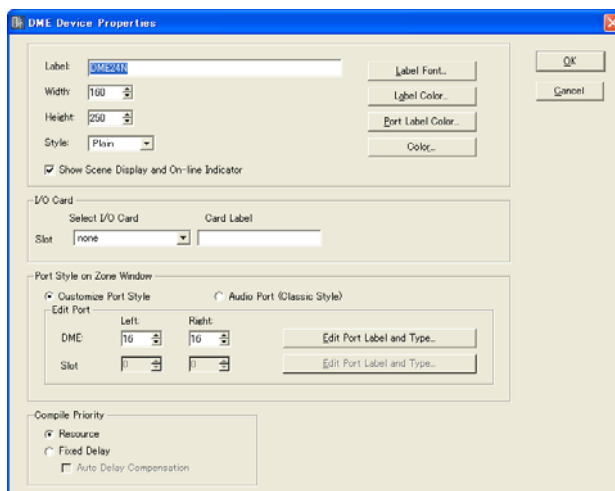 DME Device Properties
Label: DME24N
Label Font..
OK
Width: 160
Label Color..
Cancel
Height: 250
Port Label Color..
Style: Plain
Color..
Show Scene Display and On-line Indicator
I/O Card
Select I/O Card Card Label
Slot none
Port Style on Zone Window
Customize Port Style Audio Port (Classic Style)
Edit Port
Left: Right:
DME: 16 16 Edit Port Label and Type..
Slot 0 0 Edit Port Label and Type..
Compile Priority
Resource
Fixed Delay
Auto Delay Compensation